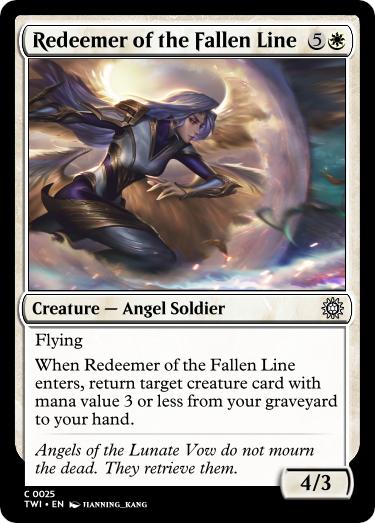 Redeemer of the Fallen Line 5
Creature — Angel Soldier
Flying
When Redeemer of the Fallen Line
enters, return target creature card with
mana value 3 or less from your graveyard
to your hand.
Angels of the Lunate Vow do not mourn
the dead. They retrieve them.
4/3
C 0025
TWI • EN JIANNING_KANG